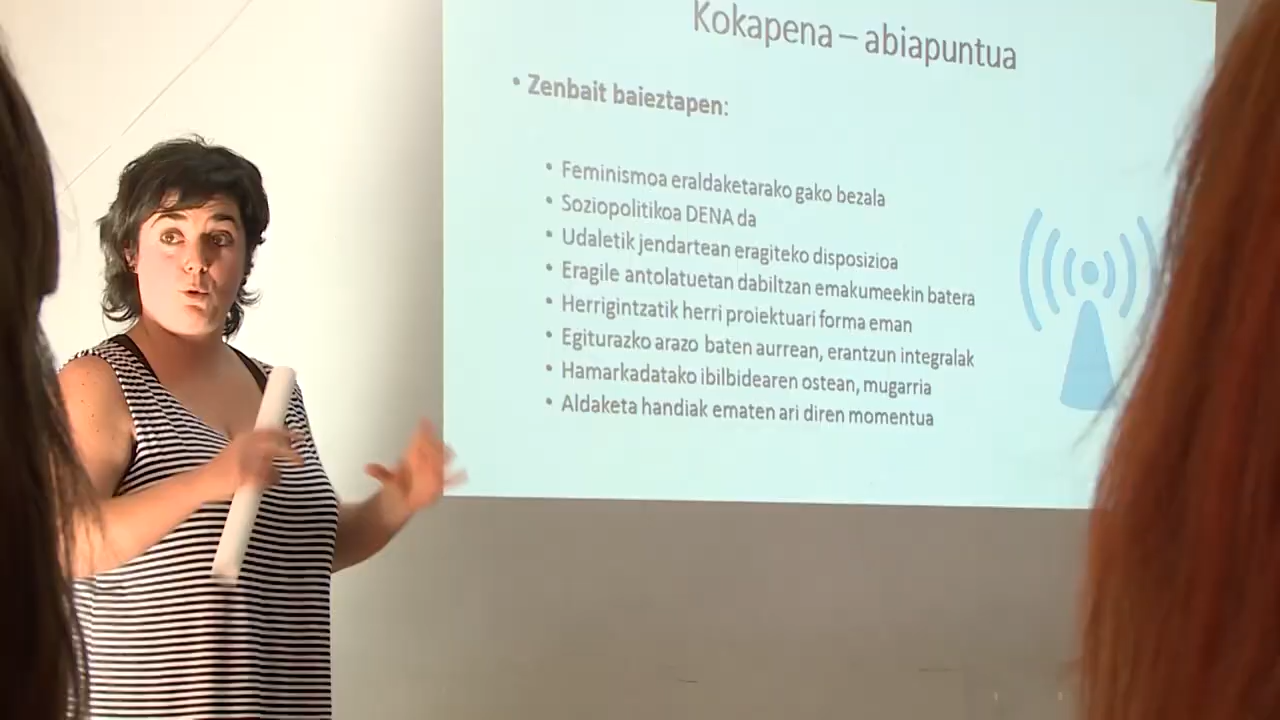 Kokapena – abiapuntua
• Zenbait baieztapen:
• Feminismoa eraldaketarako gako bezala
• Soziopolitikoa DENA da
• Udaletik jendartean eragiteko disposizioa
• Eragile antolatuetan dabiltzan emakumeekin batera
• Herrigintzatik herri proiektuari forma eman
• Egiturazko arazo baten aurrean, erantzun integralak
• Hamarkadatako ibilbidearen ostean, mugarria
• Aldaketa handiak ematen ari diren momentua